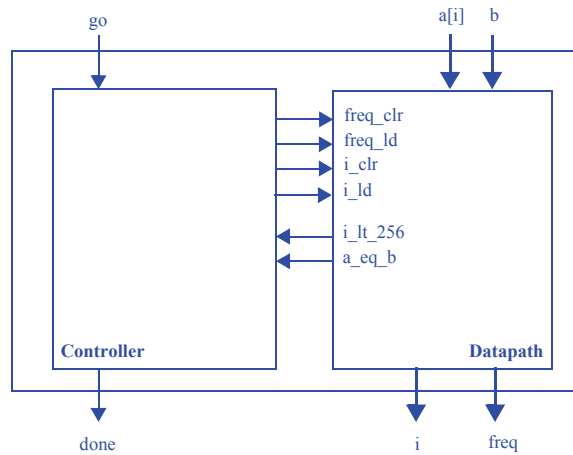 go
a[i]
b
freq_clr
freq_ld
i_clr
i_ld
i_lt_256
a_eq_b
Controller
Datapath
done
i
freq